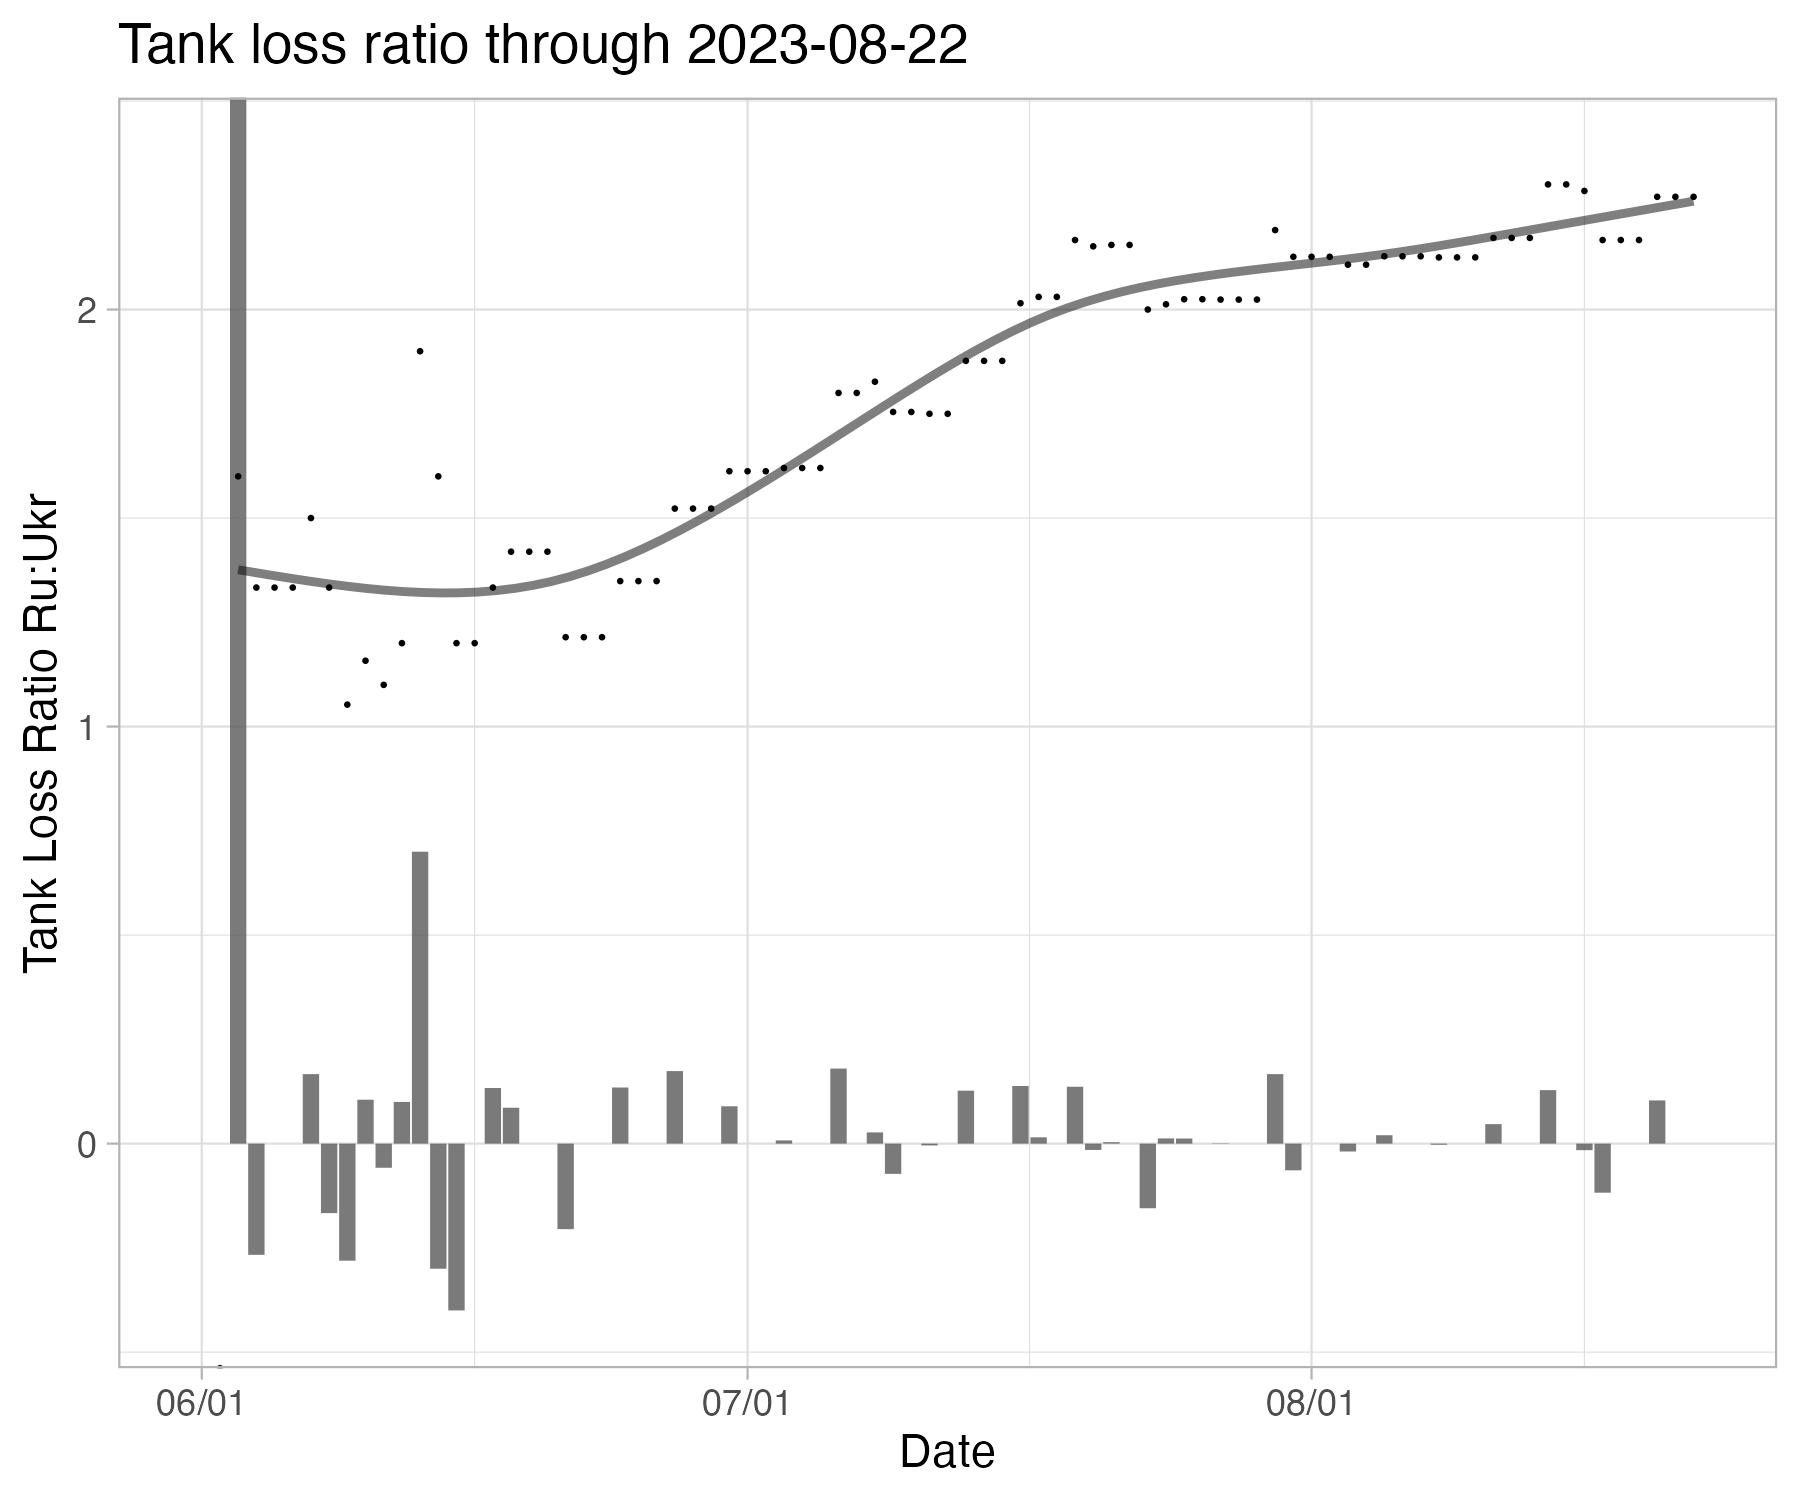 Tank loss ratio through 2023-08-22
Tank Loss Ratio Ru:Ukr
2
1
0
06/01
07/01
08/01
Date